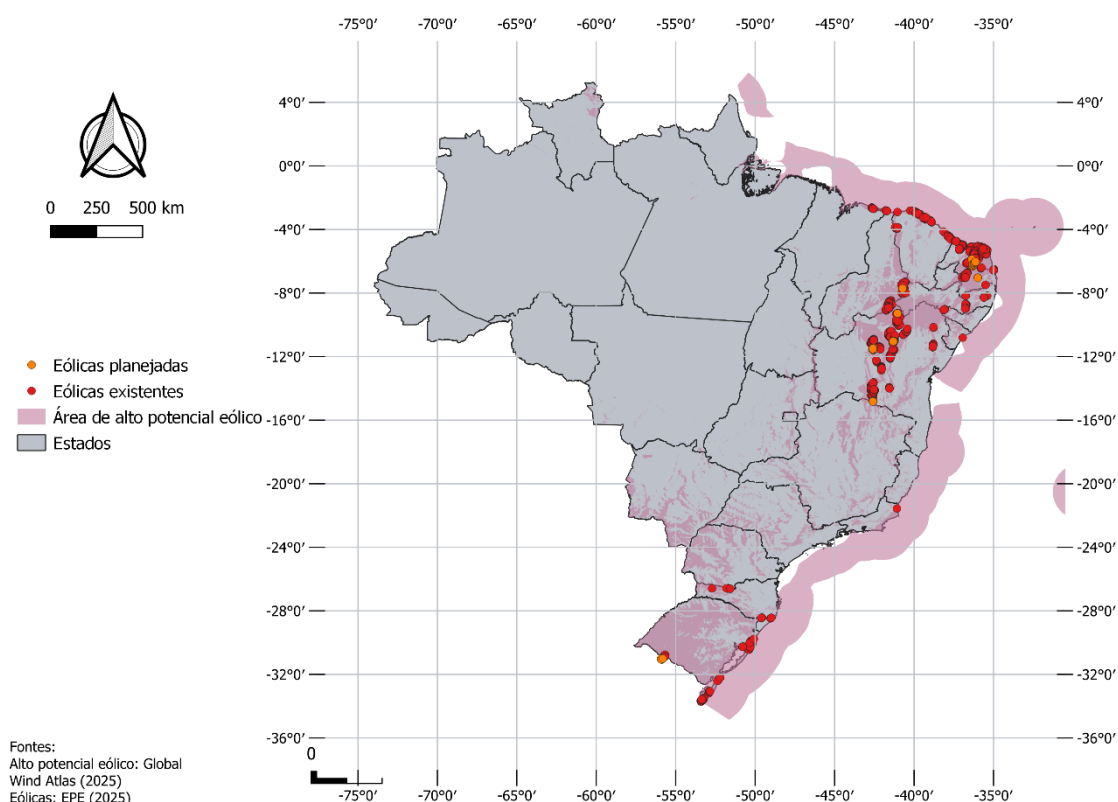 -75°0' -70°0' -65°0' -60°0' -55°0' -50°0' -45°0' -40°0' -35°0'
4°0' 4°0'
0°0' 0°0'
0 250 500 km
-4°0' -4°0'
-8°0' -8°0'
-12°0' -12°0'
Eólicas planejadas
Eólicas existentes
Área de alto potencial eólico
-16°0' -16°0'
Estados
-20°0' -20°0'
-24°0' -24°0'
-28°0' -28°0'
-32°0' -32°0'
-36°0' -36°0'
Fontes:
Alto potencial eólico: Global
Wind Atlas (2025)
Eólicas: EPE (2025)
0
-75°0' -70°0' -65°0' -60°0' -55°0' -50°0' -45°0' -40°0' -35°0'